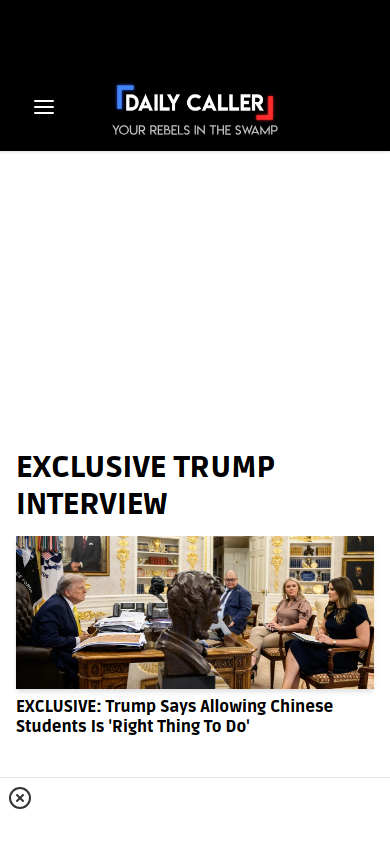 DAILY CALLER
YOUR REBELS IN THE SWAMP
EXCLUSIVE TRUMP
INTERVIEW
EXCLUSIVE: Trump Says Allowing Chinese
Students Is 'Right Thing To Do'